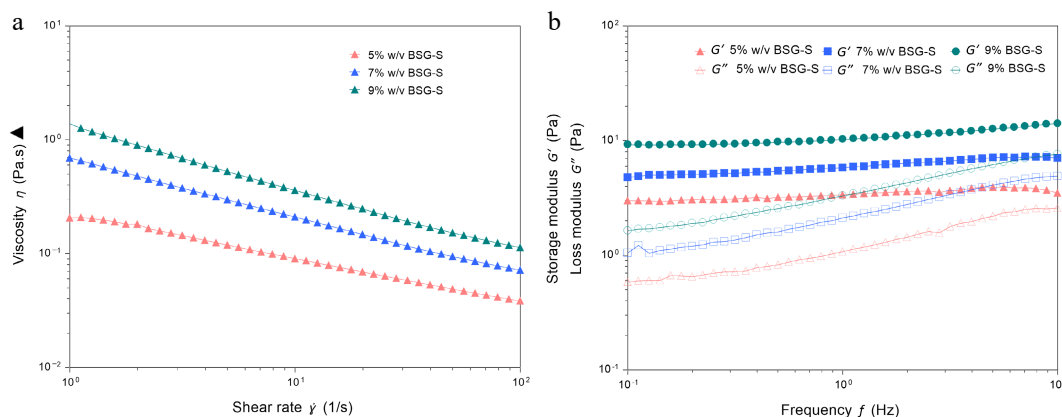 a
10¹
10⁰
10⁻¹
10⁻²
Viscosity η (Pa.s)
5% w/v BSG-S
7% w/v BSG-S
9% w/v BSG-S
10⁰ 10¹ 10²
Shear rate γ̇ (1/s)
b
10²
10¹
10⁰
10⁻¹
Storage modulus G′ (Pa)
Loss modulus G″ (Pa)
G′ 5% w/v BSG-S G′ 7% w/v BSG-S G′ 9% w/v BSG-S
G″ 5% w/v BSG-S G″ 7% w/v BSG-S G″ 9% BSG-S
10⁻¹ 10⁰ 10
Frequency f (Hz)